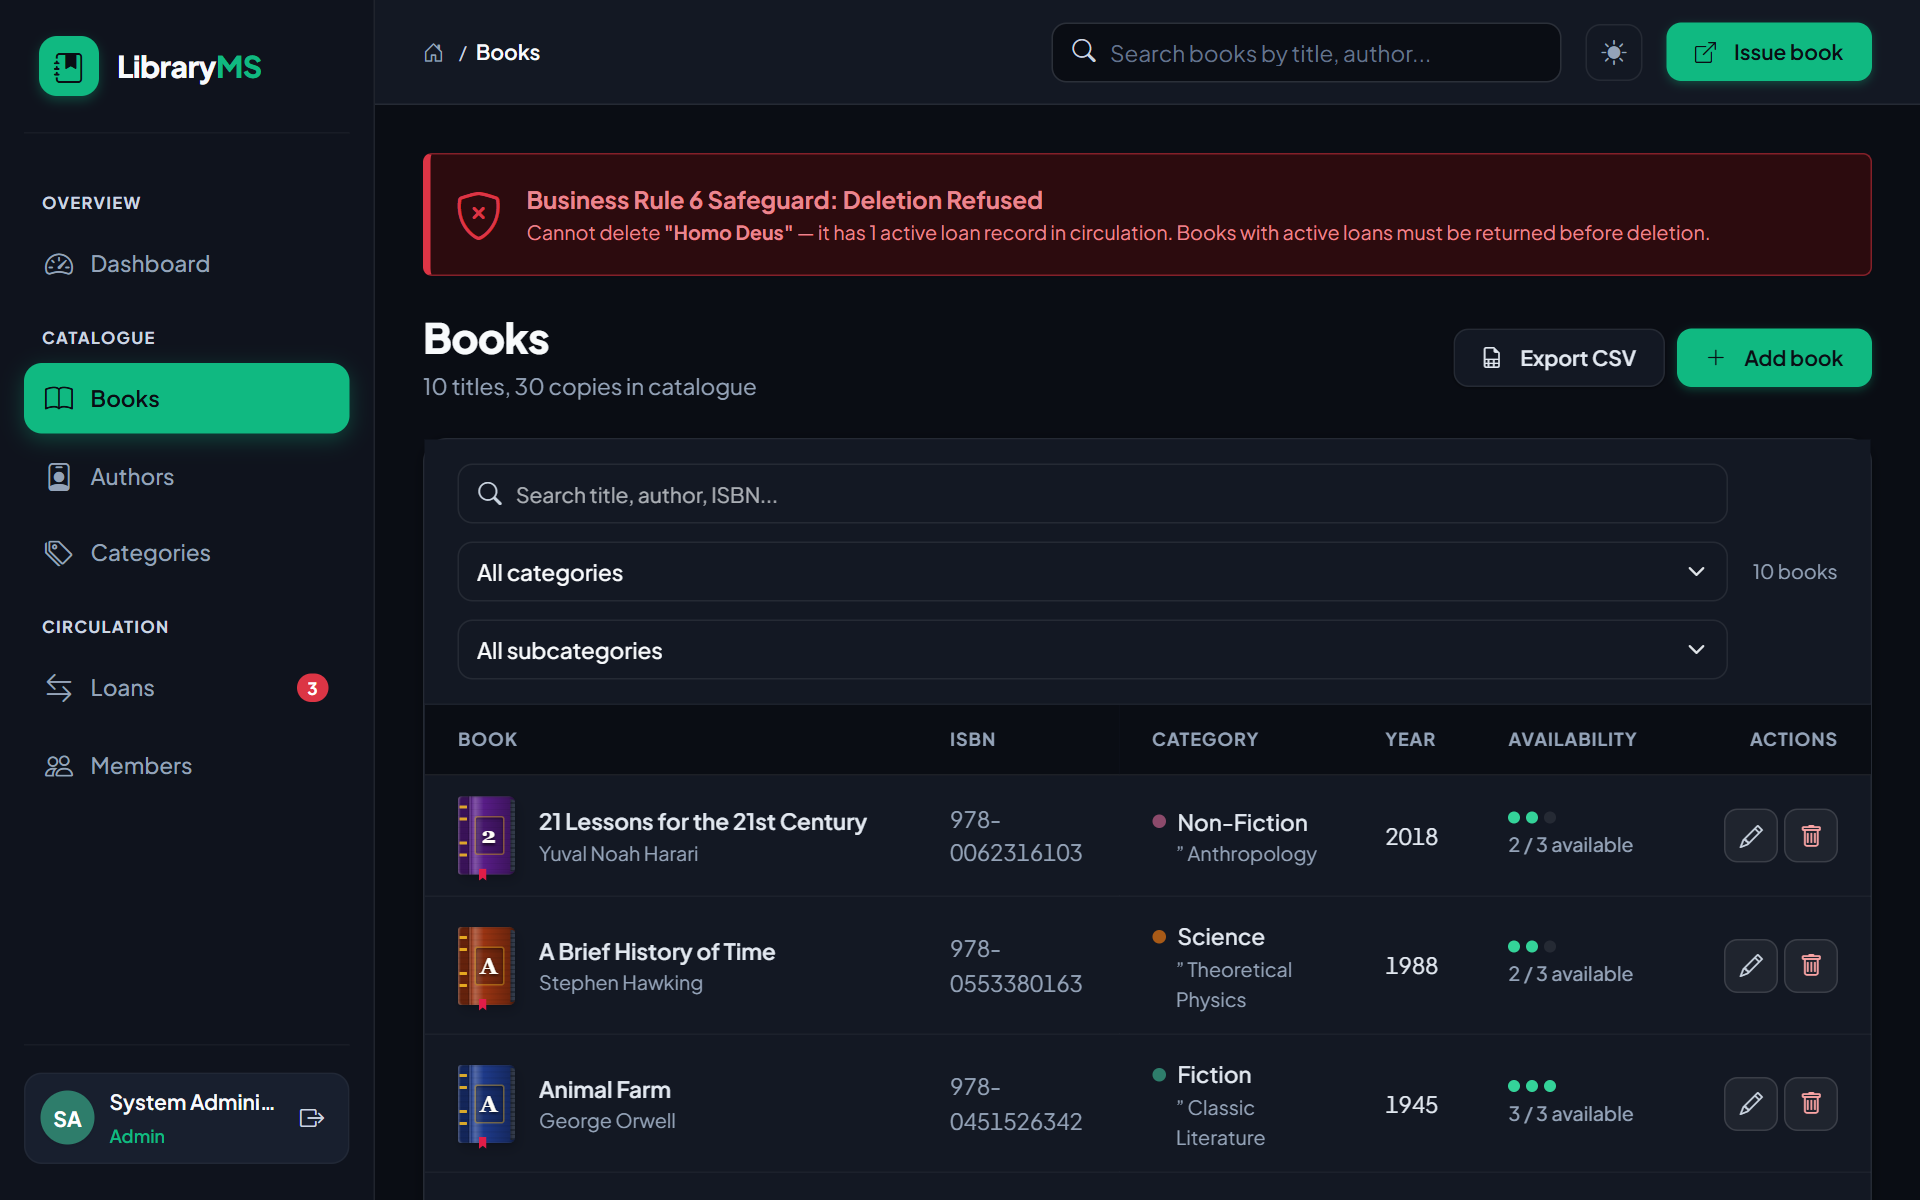 LibraryMS
OVERVIEW
Dashboard
CATALOGUE
Books
Authors
Categories
CIRCULATION
Loans 3
Members
SA
System Admini...
Admin
/ Books
Search books by title, author...
Issue book
Business Rule 6 Safeguard: Deletion Refused
Cannot delete "Homo Deus" — it has 1 active loan record in circulation. Books with active loans must be returned before deletion.
Books
10 titles, 30 copies in catalogue
Export CSV
+ Add book
Search title, author, ISBN...
All categories
10 books
All subcategories
BOOK ISBN CATEGORY YEAR AVAILABILITY ACTIONS
2
21 Lessons for the 21st Century
Yuval Noah Harari
978-
0062316103
Non-Fiction
" Anthropology
2018
2 / 3 available
A
A Brief History of Time
Stephen Hawking
978-
0553380163
Science
" Theoretical
Physics
1988
2 / 3 available
A
Animal Farm
George Orwell
978-
0451526342
Fiction
" Classic
Literature
1945
3 / 3 available